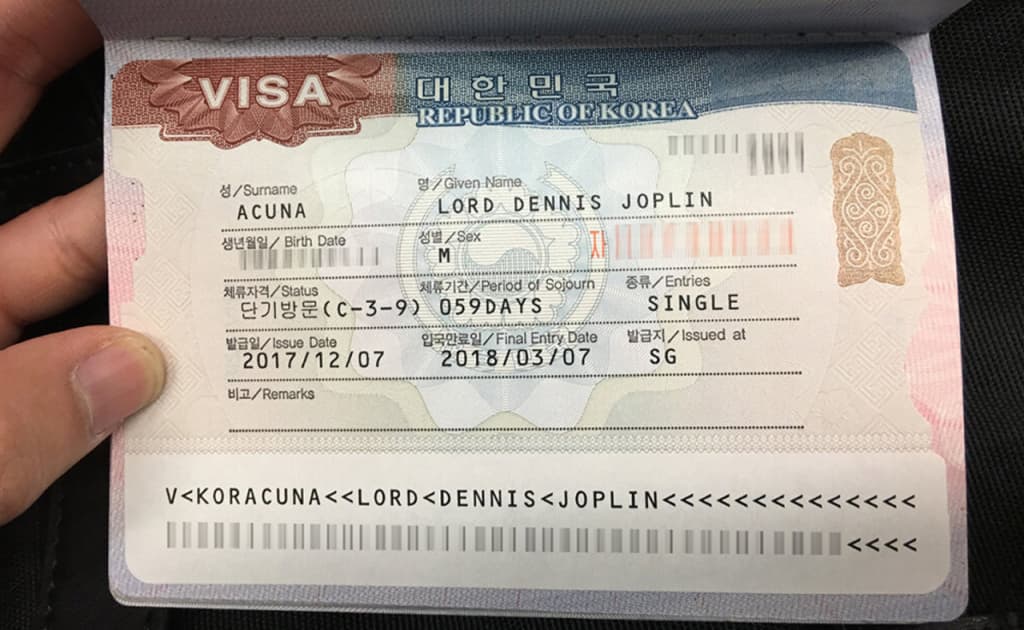 VISA 대한민국
REPUBLIC OF KOREA
성/Surname 명/Given Name
ACUNA LORD DENNIS JOPLIN
생년월일/Birth Date 성별/Sex
M 자
체류자격/Status 체류기간/Period of Sojourn 종류/Entries
단기방문(C-3-9) 059DAYS SINGLE
발급일/Issue Date 입국만료일/Final Entry Date 발급지/Issued at
2017/12/07 2018/03/07 SG
비고/Remarks
V<KORACUNA<<LORD<DENNIS<JOPLIN<<<<<<<<<<<<<<<
<<<<